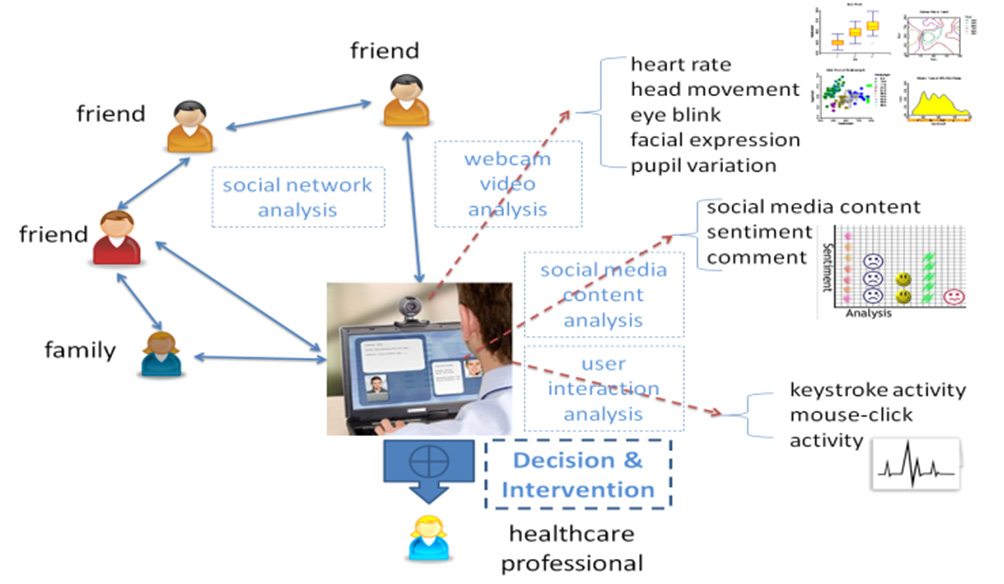 friend
friend
friend
family
social network
analysis
webcam
video
analysis
heart rate
head movement
eye blink
facial expression
pupil variation
social media
content
analysis
social media content
sentiment
comment
Sentiment
Analysis
user
interaction
analysis
keystroke activity
mouse-click
activity
Decision &
Intervention
healthcare
professional